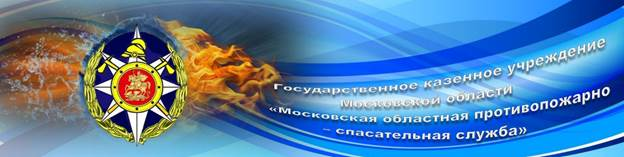 Государственное казенное учреждение
Московской области
«Московская областная противопожарно
– спасательная служба»